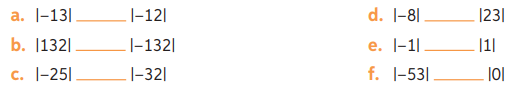 a. |−13| ______ |−12|
b. |132| ______ |−132|
c. |−25| ______ |−32|
d. |−8| ______ |23|
e. |−1| ______ |1|
f. |−53| ______ |0|